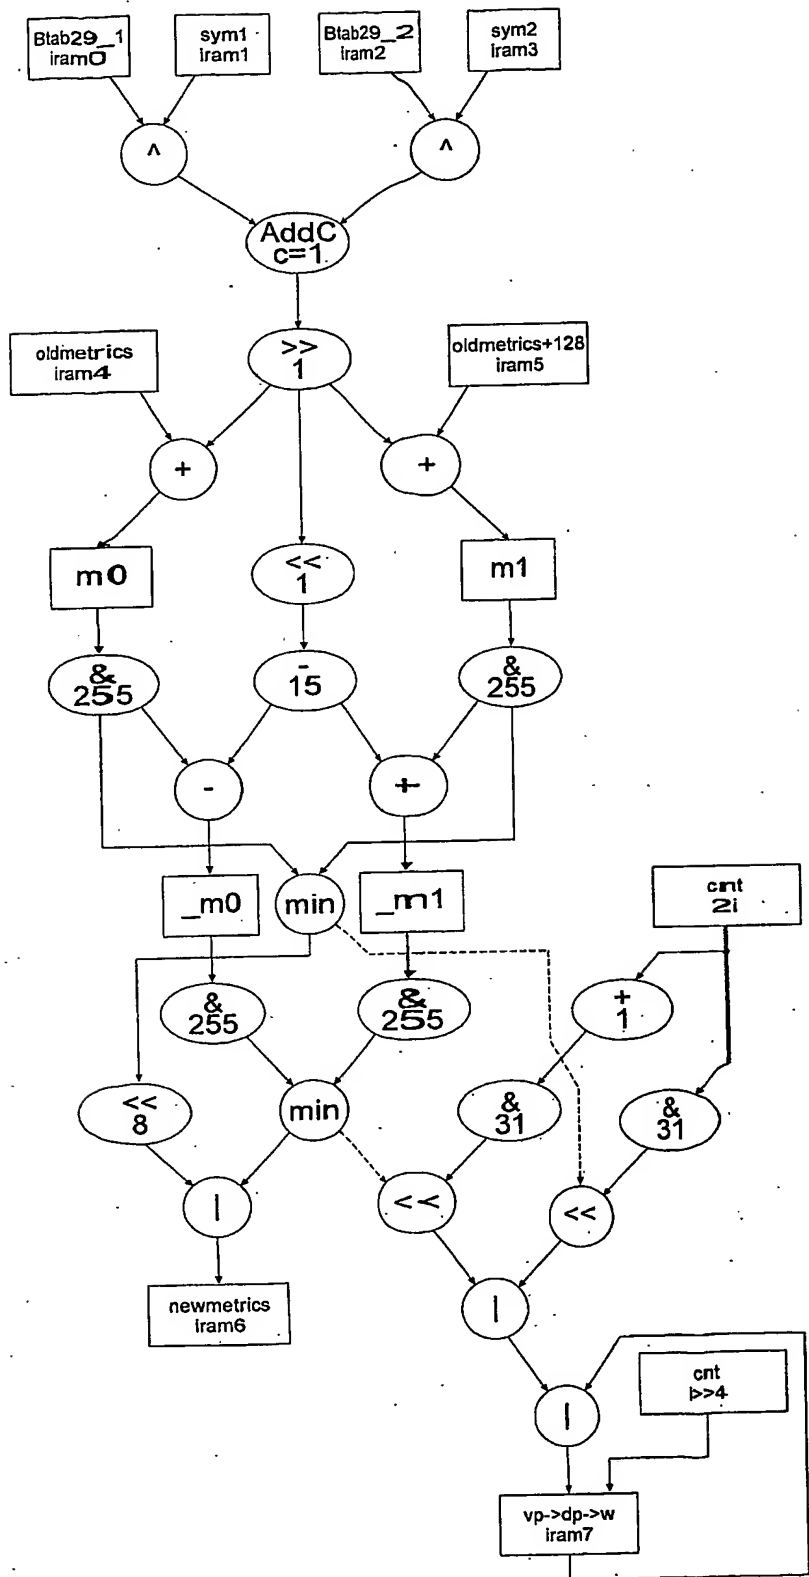 Btab29_1
iram0
sym1
iram1
Btab29_2
iram2
sym2
iram3
^
^
AddC
c=1
oldmetrics
iram4
>>
1
oldmetrics+128
iram5
+
+
m0
<<
1
m1
&
255
-
15
&
255
-
+
_m0
min
_m1
cnt
2i
&
255
&
255
+
1
<<
8
min
&
31
&
31
|
<<
<<
newmetrics
iram6
|
|
cnt
i>>4
vp->dp->w
iram7